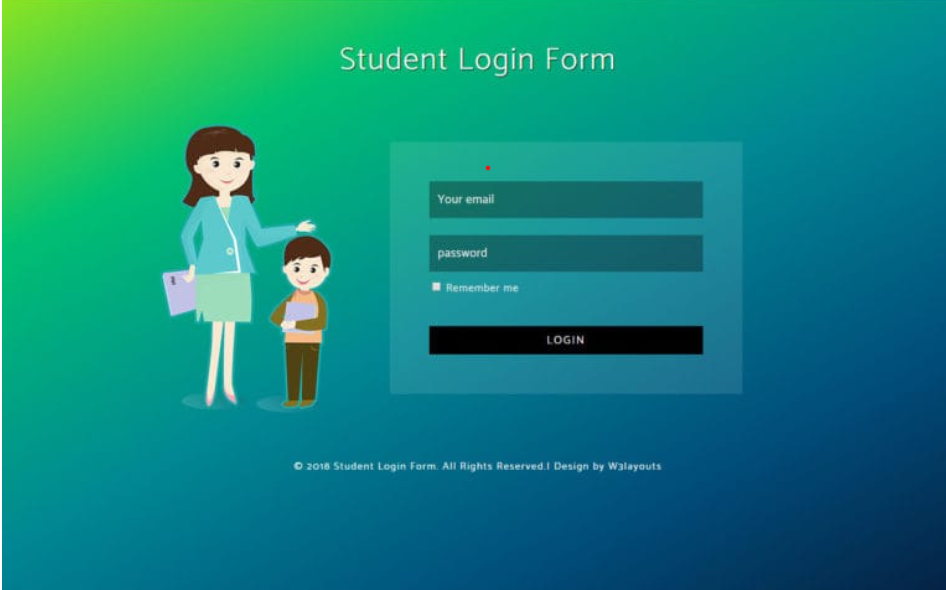 Student Login Form
Your email
password
Remember me
LOGIN
© 2018 Student Login Form. All Rights Reserved.| Design by W3layouts